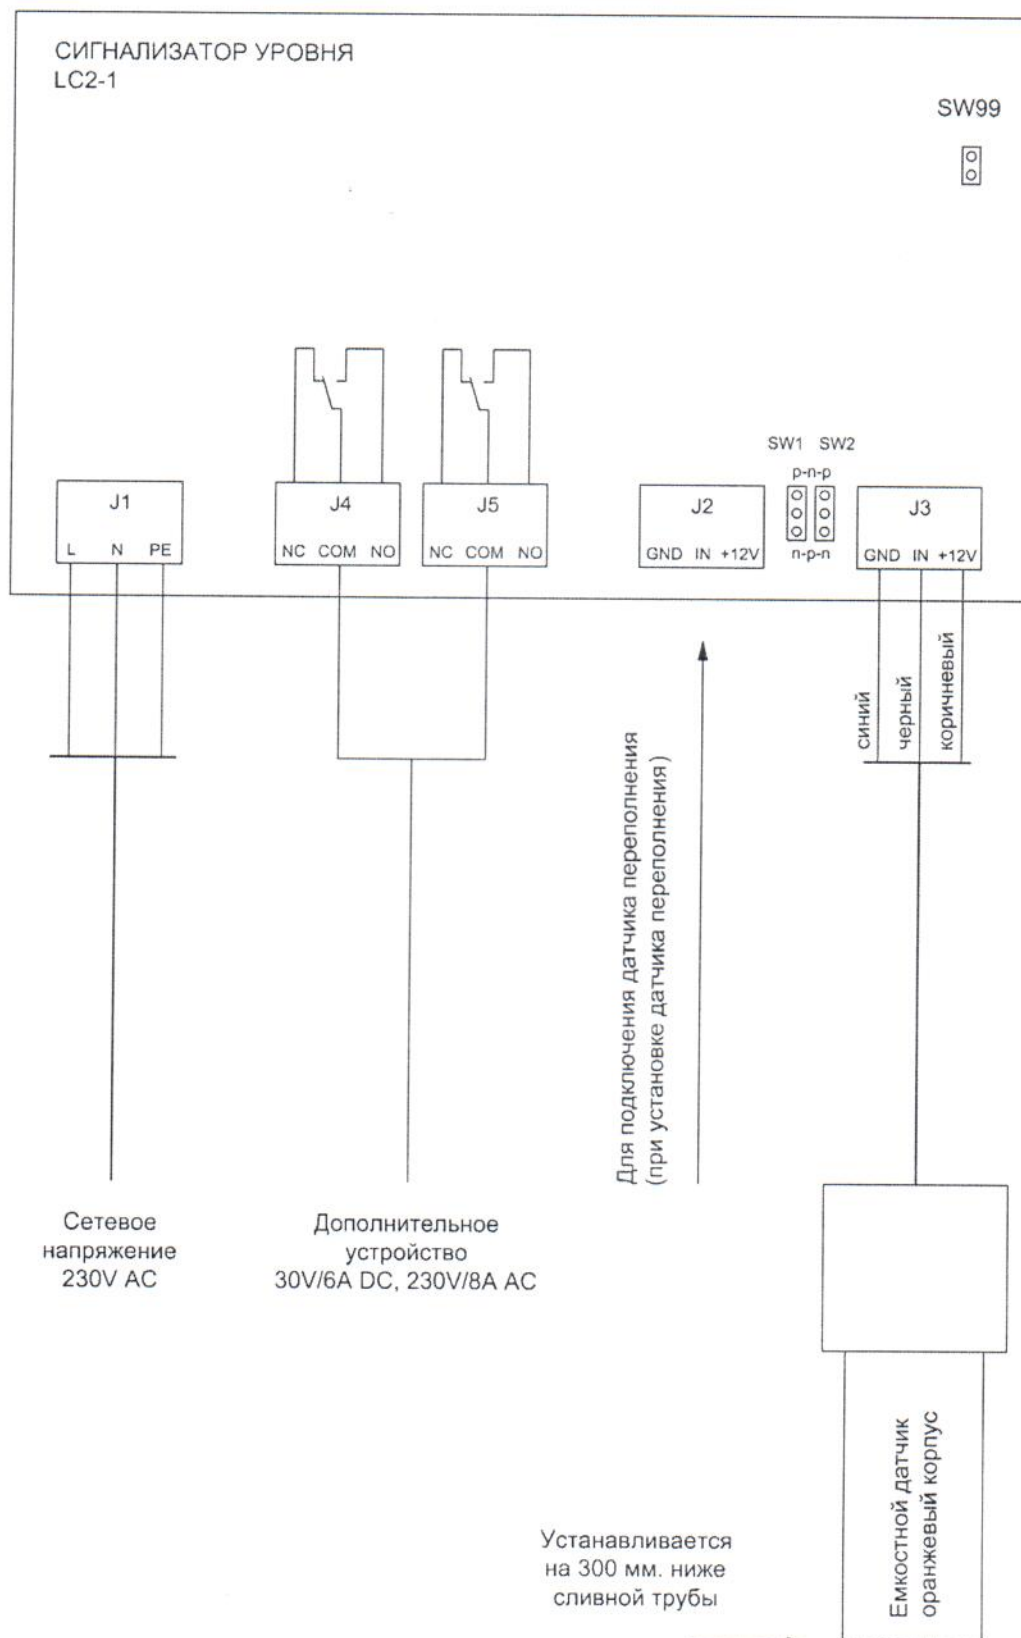 СИГНАЛИЗАТОР УРОВНЯ
LC2-1
SW99
SW1 SW2
p-n-p
n-p-n
J1
L N PE
J4
NC COM NO
J5
NC COM NO
J2
GND IN +12V
J3
GND IN +12V
синий
черный
коричневый
Для подключения датчика переполнения
(при установке датчика переполнения)
Сетевое
напряжение
230V AC
Дополнительное
устройство
30V/6A DC, 230V/8A AC
Емкостной датчик
оранжевый корпус
Устанавливается
на 300 мм. ниже
сливной трубы